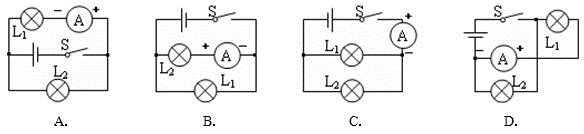 L₁ − A +
S
L₂
A.
S
L₂ + A −
L₁
B.
S
A + −
L₁
L₂
C.
S
L₁
− A +
L₂
D.